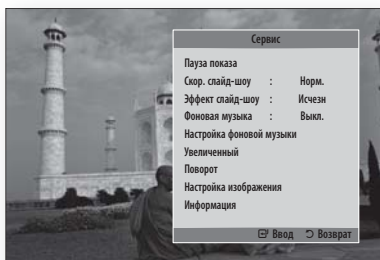 Сервис
Пауза показа
Скор. слайд-шоу : Норм.
Эффект слайд-шоу : Исчезн
Фоновая музыка : Выкл.
Настройка фоновой музыки
Увеличенный
Поворот
Настройка изображения
Информация
Ввод Возврат